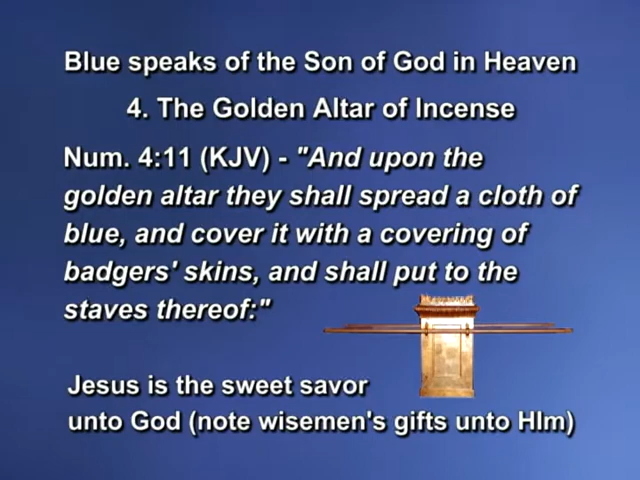 Blue speaks of the Son of God in Heaven
4. The Golden Altar of Incense
Num. 4:11 (KJV) - "And upon the
golden altar they shall spread a cloth of
blue, and cover it with a covering of
badgers' skins, and shall put to the
staves thereof:"
Jesus is the sweet savor
unto God (note wisemen's gifts unto HIm)